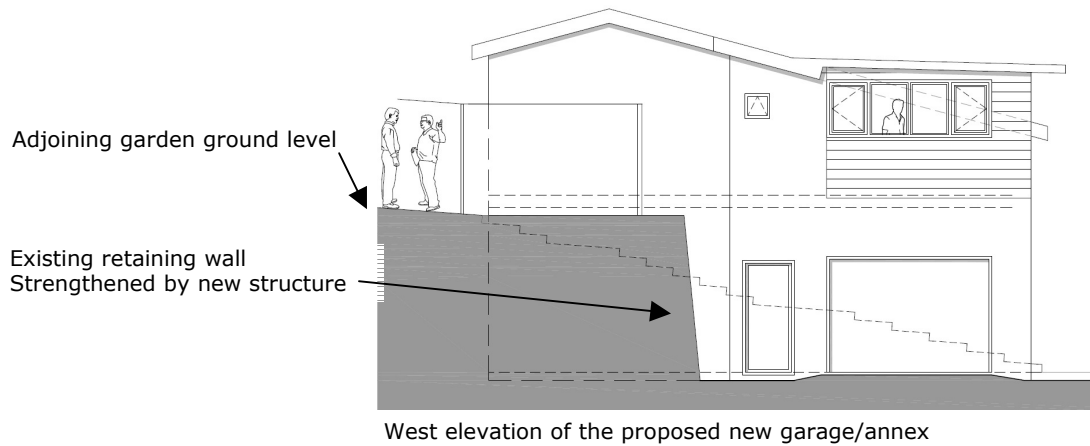 Adjoining garden ground level
Existing retaining wall
Strengthened by new structure
West elevation of the proposed new garage/annex